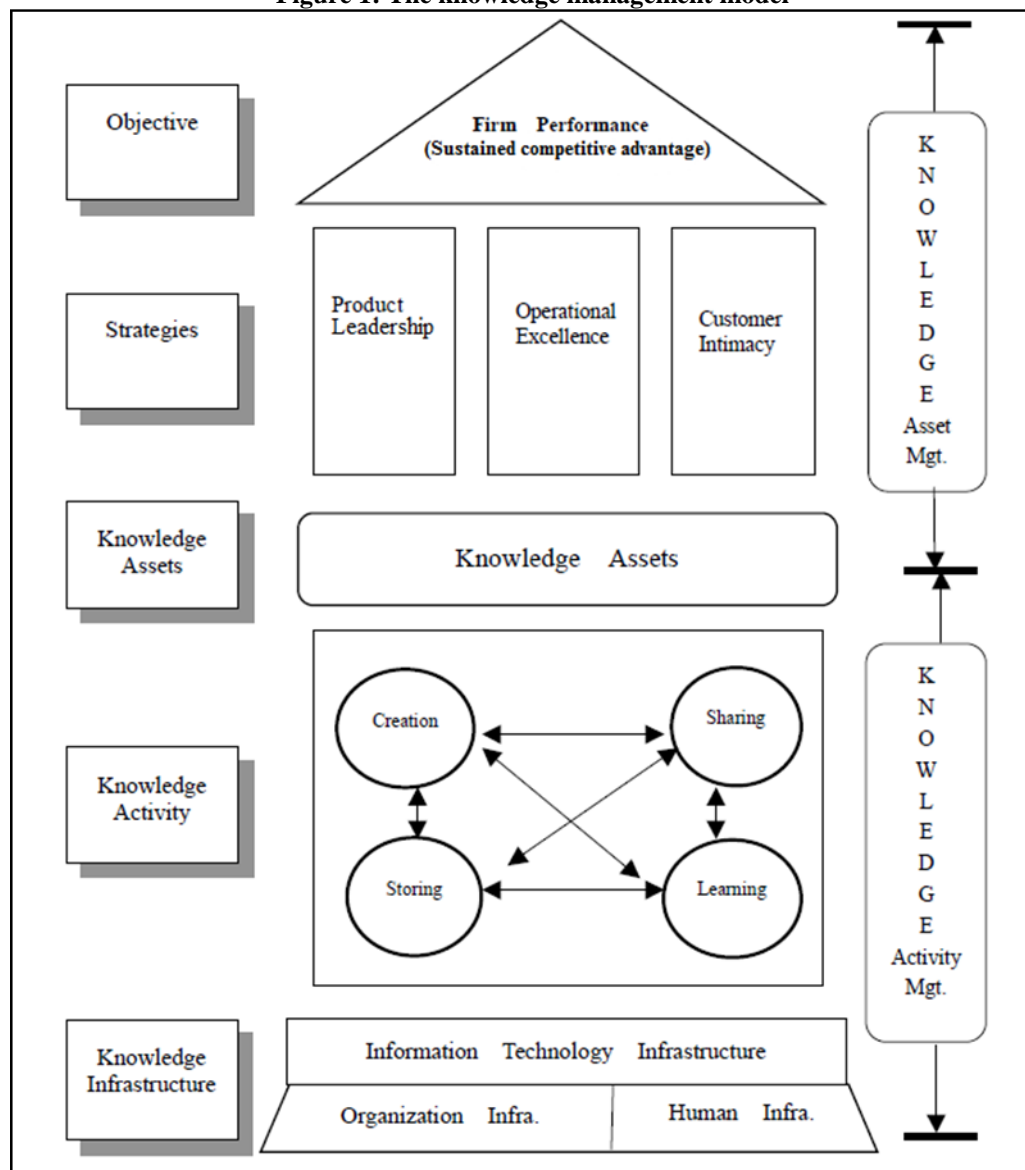 Figure 1: The knowledge management model
Objective
Firm Performance
(Sustained competitive advantage)
Strategies
Product
Leadership
Operational
Excellence
Customer
Intimacy
K
N
O
W
L
E
D
G
E
Asset
Mgt.
Knowledge
Assets
Knowledge Assets
Knowledge
Activity
Creation
Sharing
Storing
Learning
K
N
O
W
L
E
D
G
E
Activity
Mgt.
Knowledge
Infrastructure
Information Technology Infrastructure
Organization Infra.
Human Infra.